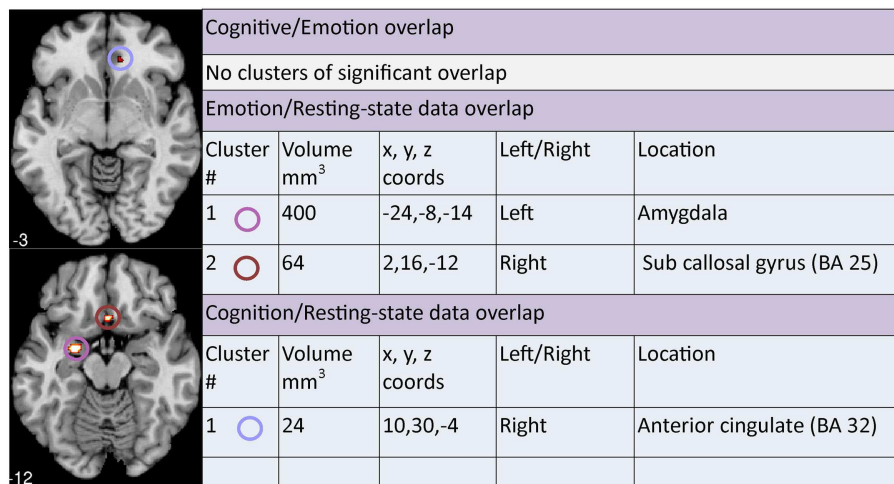 Cognitive/Emotion overlap
No clusters of significant overlap
Emotion/Resting-state data overlap
Cluster # Volume mm³ x, y, z coords Left/Right Location
1 400 -24,-8,-14 Left Amygdala
2 64 2,16,-12 Right Sub callosal gyrus (BA 25)
Cognition/Resting-state data overlap
Cluster # Volume mm³ x, y, z coords Left/Right Location
1 24 10,30,-4 Right Anterior cingulate (BA 32)
-3
-12